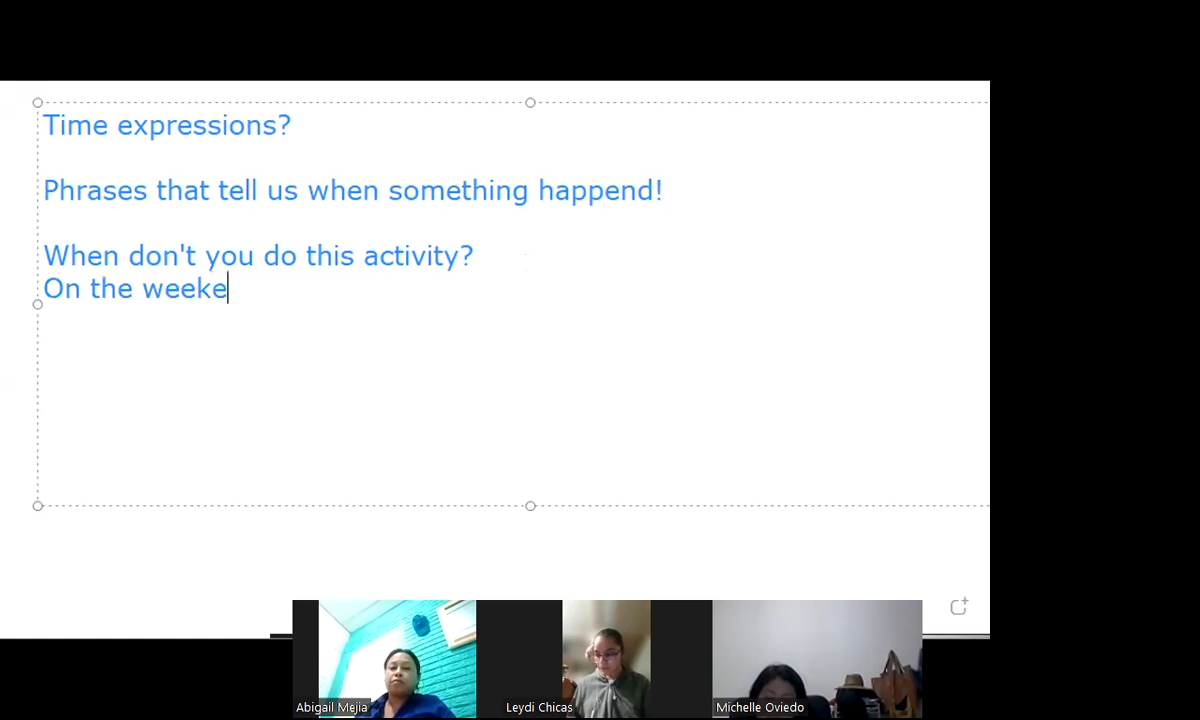 Time expressions?
Phrases that tell us when something happend!
When don't you do this activity?
On the weeke
Abigail Mejia
Leydi Chicas
Michelle Oviedo